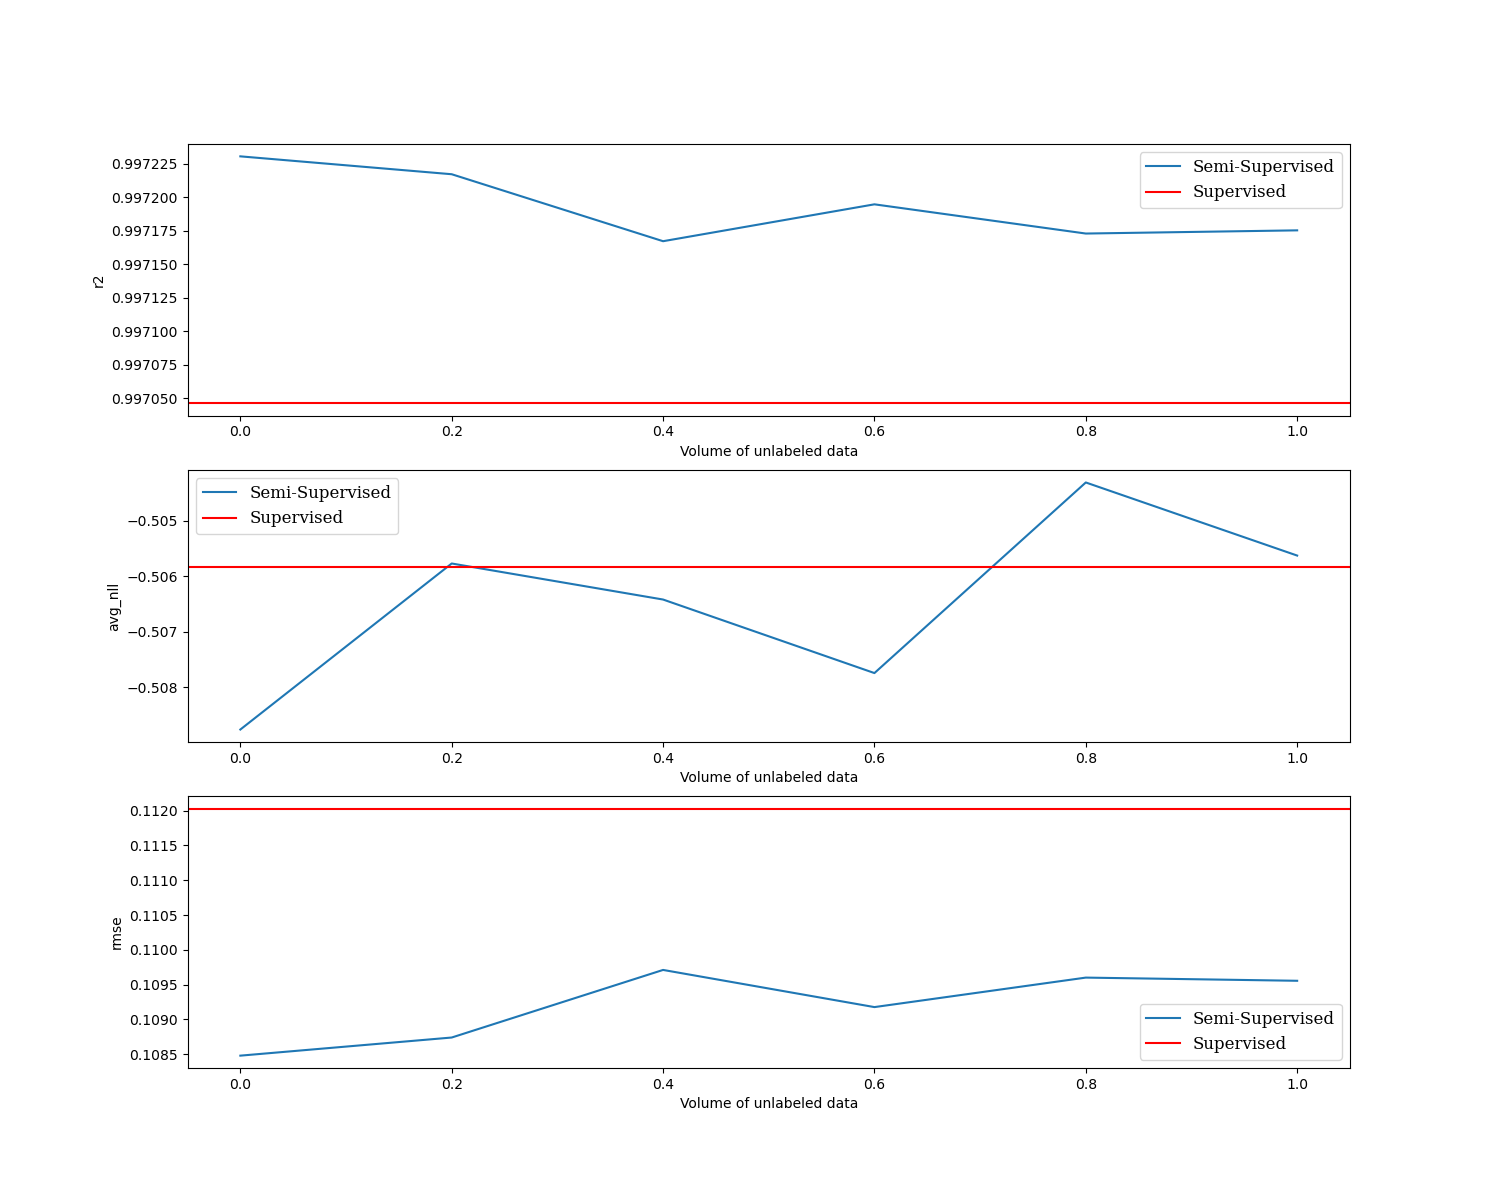 0.997225
0.997200
0.997175
0.997150
0.997125
0.997100
0.997075
0.997050
r2
Semi-Supervised
Supervised
0.0 0.2 0.4 0.6 0.8 1.0
Volume of unlabeled data
Semi-Supervised
Supervised
−0.505
−0.506
−0.507
−0.508
avg_nll
0.0 0.2 0.4 0.6 0.8 1.0
Volume of unlabeled data
0.1120
0.1115
0.1110
0.1105
0.1100
0.1095
0.1090
0.1085
rmse
Semi-Supervised
Supervised
0.0 0.2 0.4 0.6 0.8 1.0
Volume of unlabeled data